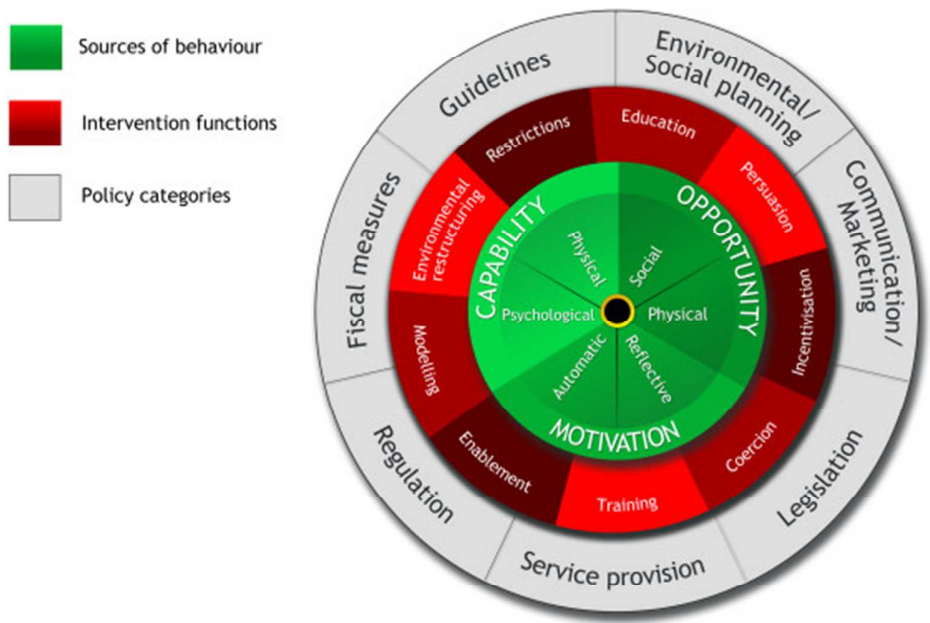 Sources of behaviour
Intervention functions
Policy categories
Guidelines
Environmental/
Social planning
Communication/
Marketing
Legislation
Service provision
Regulation
Fiscal measures
Restrictions
Education
Persuasion
Incentivisation
Coercion
Training
Enablement
Modelling
Environmental
restructuring
CAPABILITY
OPPORTUNITY
MOTIVATION
Physical
Social
Physical
Reflective
Automatic
Psychological